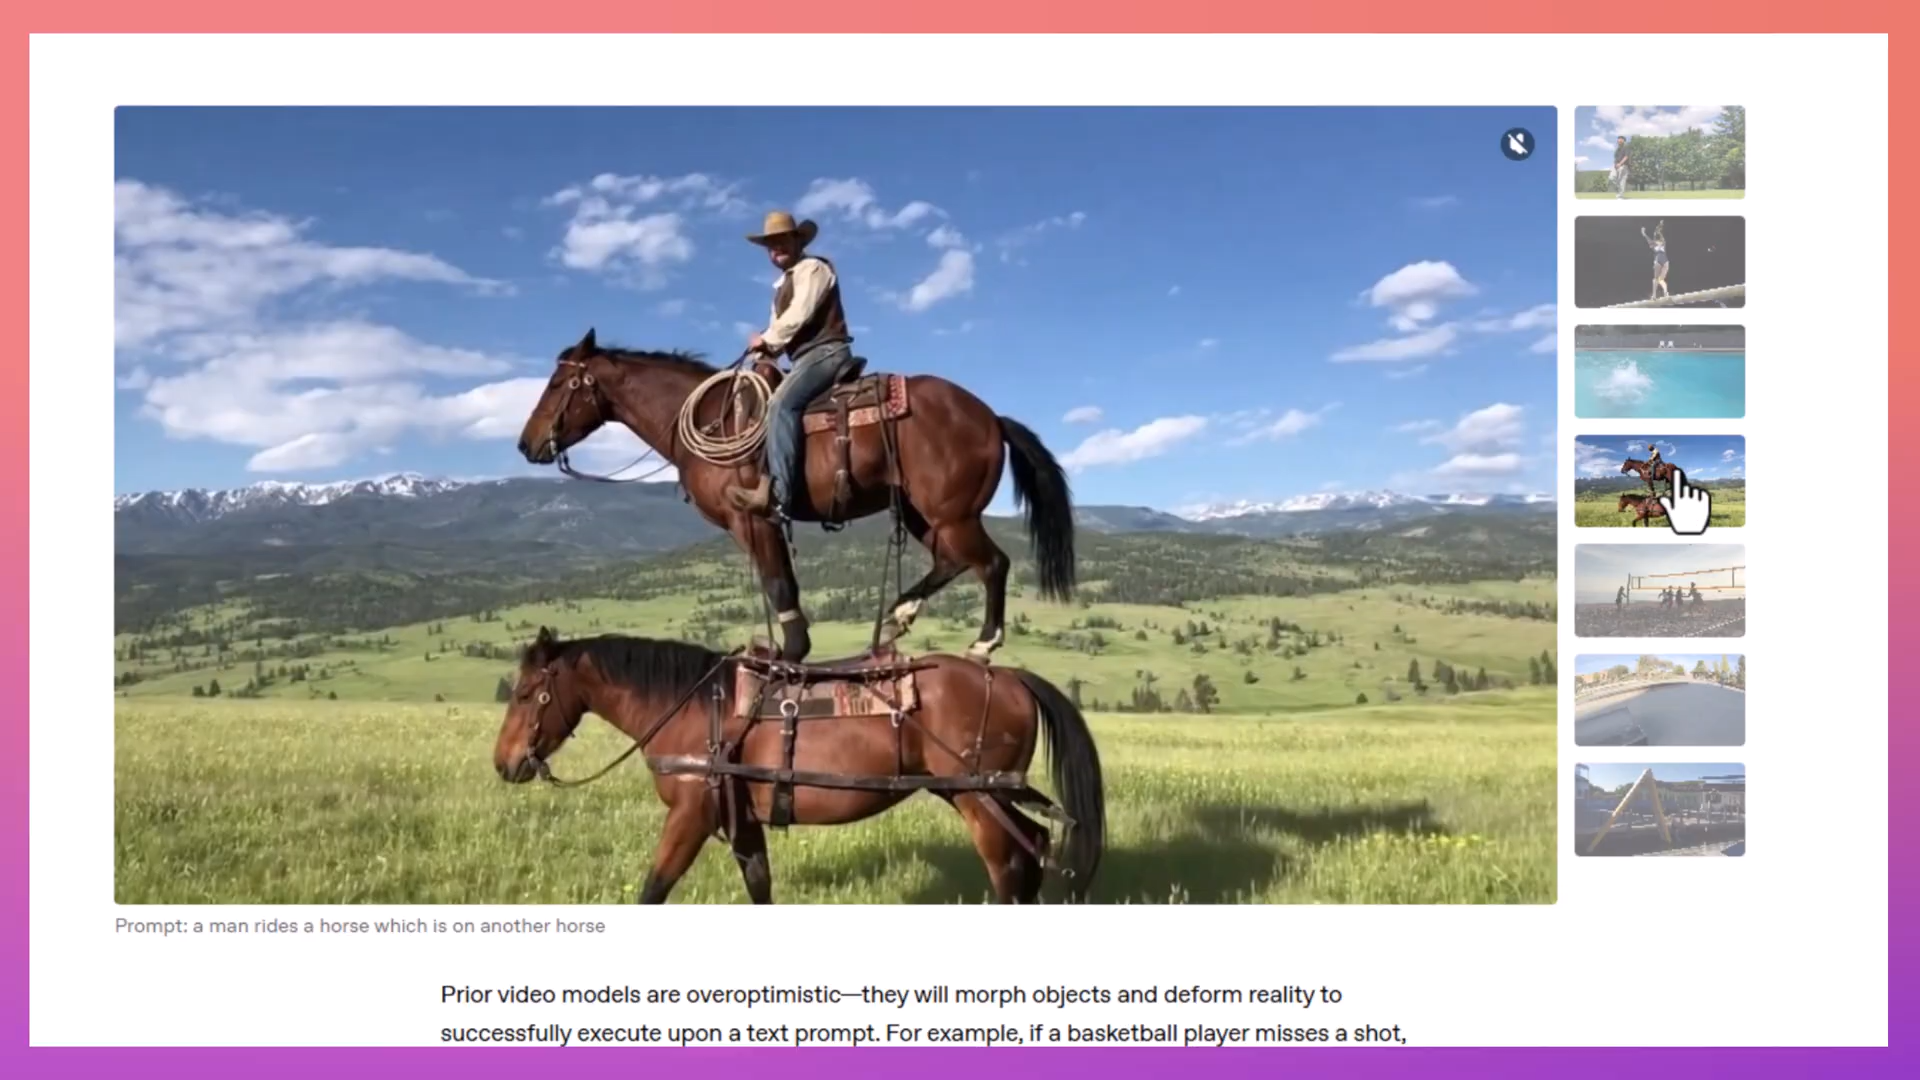 Prompt: a man rides a horse which is on another horse
Prior video models are overoptimistic—they will morph objects and deform reality to
successfully execute upon a text prompt. For example, if a basketball player misses a shot,